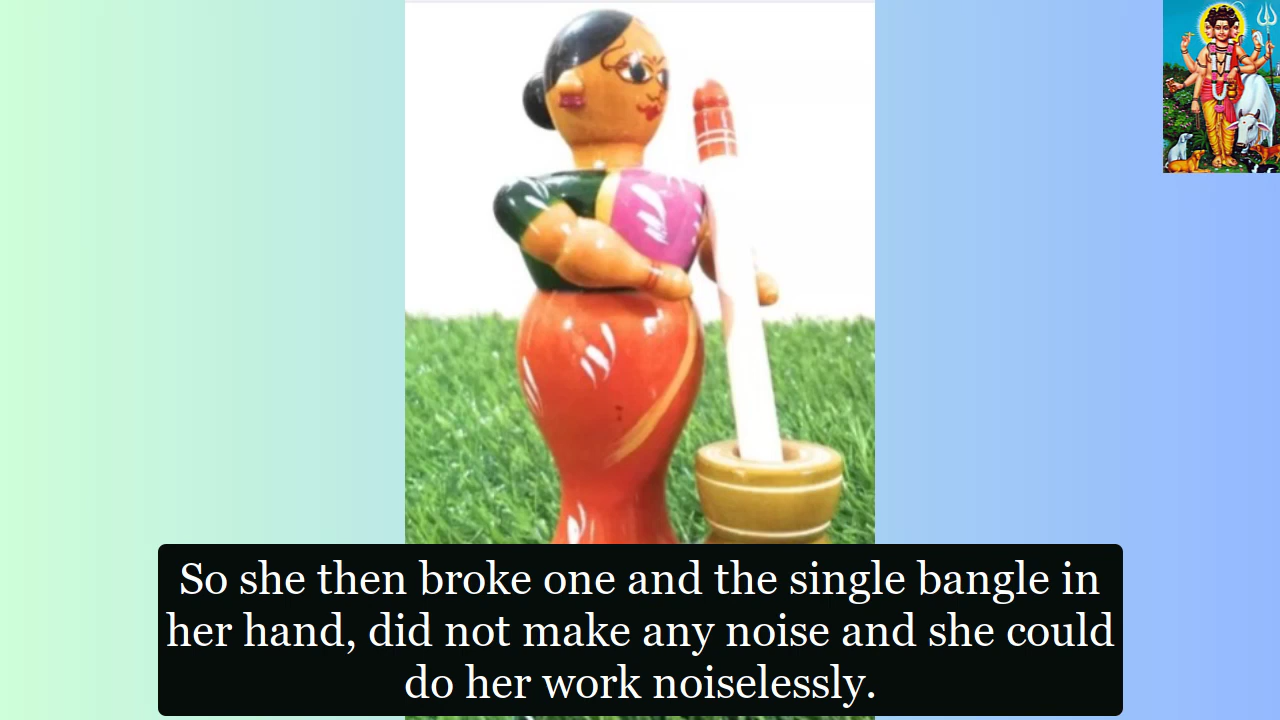 So she then broke one and the single bangle in
her hand, did not make any noise and she could
do her work noiselessly.